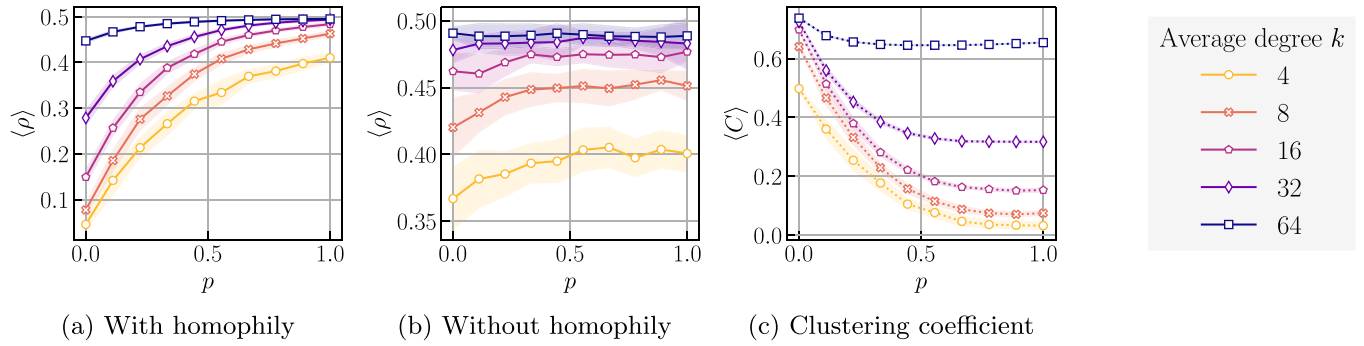 0.5
0.4
0.3
0.2
0.1
⟨ρ⟩
0.0
0.5
1.0
p
(a) With homophily
0.50
0.45
0.40
0.35
⟨ρ⟩
0.0
0.5
1.0
p
(b) Without homophily
0.6
0.4
0.2
0.0
⟨C⟩
0.0
0.5
1.0
p
(c) Clustering coefficient
Average degree k
4
8
16
32
64